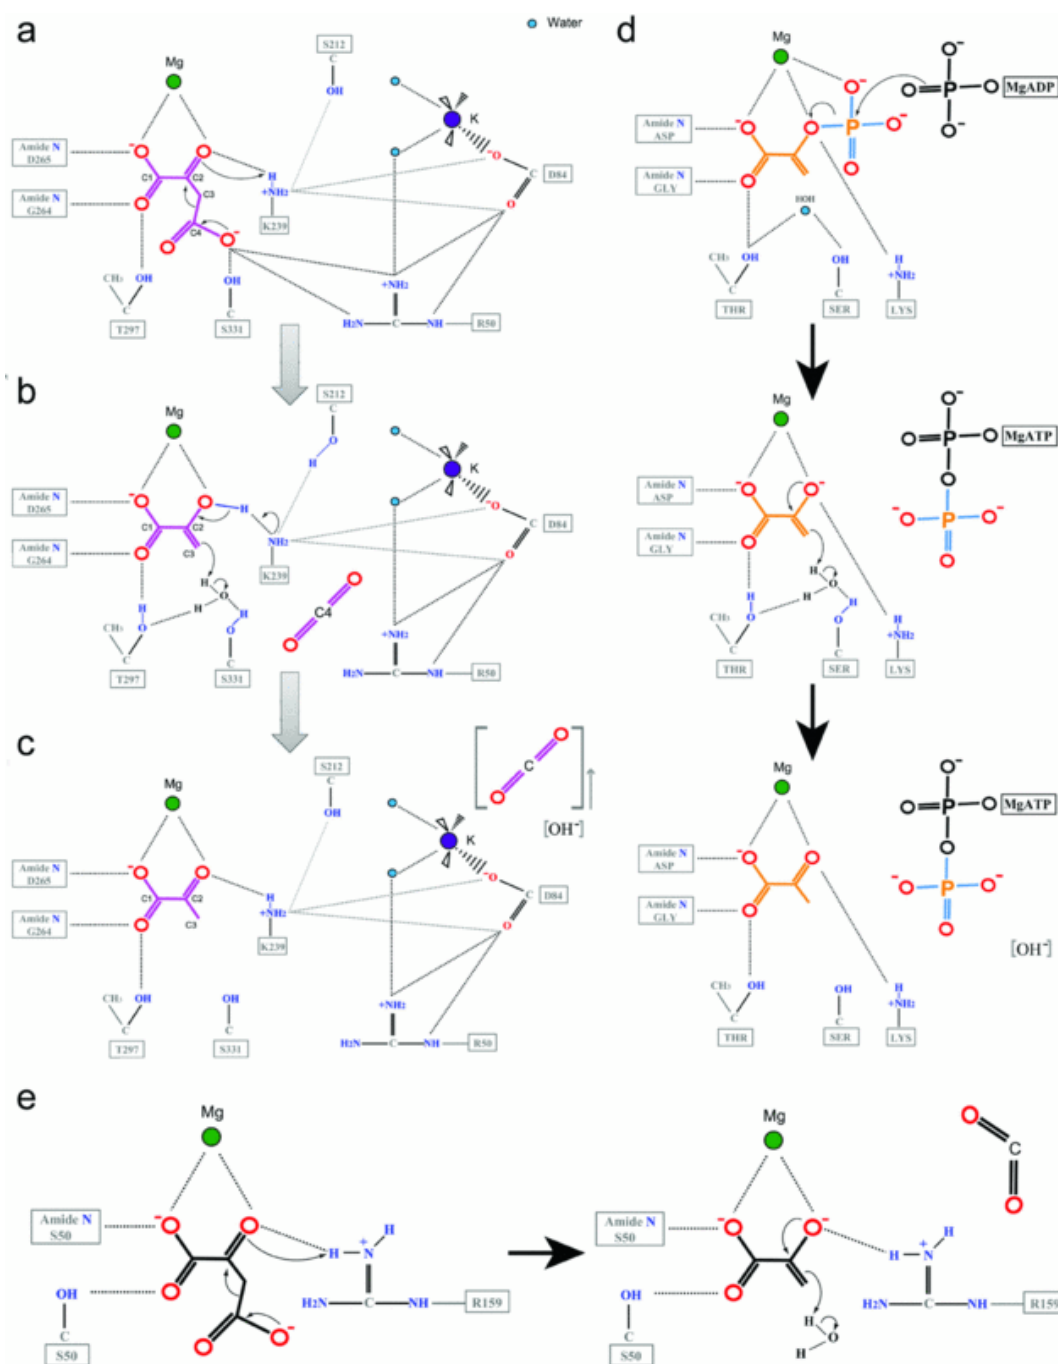 a
Water
d
Mg
S212
C
OH
K
Amide N
D265
O
O
H
O
C
D84
C1
C2
C3
+NH2
Amide N
G264
O
K239
O
C4
O
O
CH3
OH
OH
+NH2
C
C
H2N
C
NH
R50
T297
S331
Mg
O
O
O
P
O
MgADP
O
Amide N
ASP
O
O
P
O
O
Amide N
GLY
O
HOH
CH3
OH
OH
H
+NH2
C
C
THR
SER
LYS
b
S212
C
O
H
Mg
K
Amide N
D265
O
O
H
O
C
D84
C1
C2
C3
NH2
O
Amide N
G264
O
K239
H
O
H
H
H
O
C4
O
CH3
O
O
+NH2
C
C
H2N
C
NH
R50
T297
S331
Mg
O
O
P
O
MgATP
O
Amide N
ASP
O
O
O
P
O
O
Amide N
GLY
O
H
O
H
H
H
CH3
O
O
H
+NH2
C
C
THR
SER
LYS
c
O
C
O
[OH-]
S212
C
OH
Mg
K
Amide N
D265
O
O
O
C
D84
C1
C2
C3
H
+NH2
O
Amide N
G264
O
K239
CH3
OH
OH
+NH2
C
C
H2N
C
NH
R50
T297
S331
Mg
O
O
P
O
MgATP
O
Amide N
ASP
O
O
O
P
O
O
Amide N
GLY
O
[OH-]
CH3
OH
OH
H
+NH2
C
C
THR
SER
LYS
e
Mg
Amide N
S50
O
O
H
N
+
H
OH
O
H2N
C
NH
R159
C
S50
O
O
Mg
O
C
O
Amide N
S50
O
O
H
N
+
H
OH
O
H2N
C
NH
R159
C
S50
H
O
H